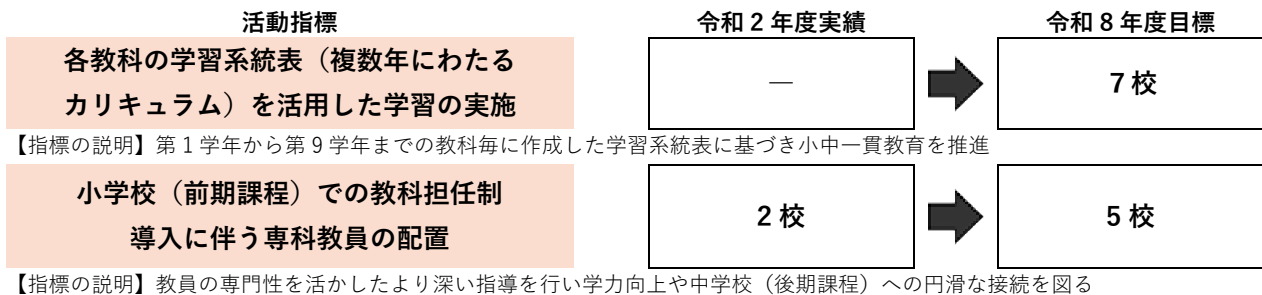 活動指標 令和2年度実績 令和8年度目標
各教科の学習系統表（複数年にわたる
カリキュラム）を活用した学習の実施
― 7校
【指標の説明】第1学年から第9学年までの教科毎に作成した学習系統表に基づき小中一貫教育を推進
小学校（前期課程）での教科担任制
導入に伴う専科教員の配置
2校 5校
【指標の説明】教員の専門性を活かしたより深い指導を行い学力向上や中学校（後期課程）への円滑な接続を図る